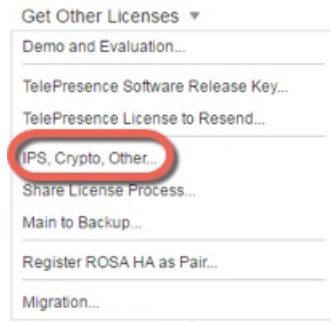 Get Other Licenses ▼
Demo and Evaluation...
TelePresence Software Release Key...
TelePresence License to Resend...
IPS, Crypto, Other...
Share License Process...
Main to Backup...
Register ROSA HA as Pair...
Migration...